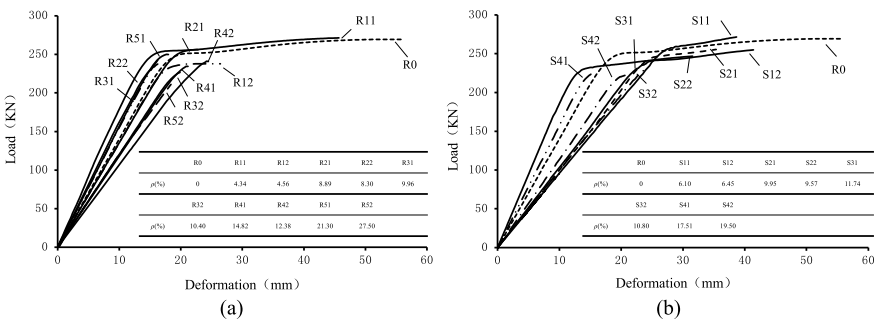 300
250
200
150
100
50
0
0 10 20 30 40 50 60
Load（KN）
Deformation（mm）
R51 R21 R42 R11
R22 R0
R31 R41 R12
R32
R52
R0 R11 R12 R21 R22 R31
ρ(%) 0 4.34 4.56 8.89 8.30 9.96
R32 R41 R42 R51 R52
ρ(%) 10.40 14.82 12.38 21.30 27.50
(a)
300
250
200
150
100
50
0
0 10 20 30 40 50 60
Load（KN）
Deformation（mm）
S31 S11
S42
S41 S21 S12 R0
S32 S22
R0 S11 S12 S21 S22 S31
ρ(%) 0 6.10 6.45 9.95 9.57 11.74
S32 S41 S42
ρ(%) 10.80 17.51 19.50
(b)